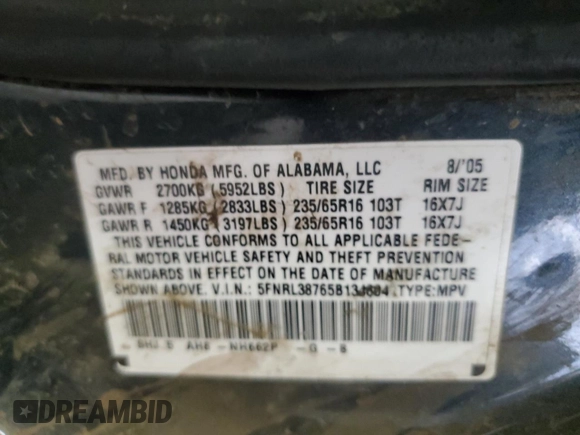 MFD. BY HONDA MFG. OF ALABAMA, LLC 8/'05
GVWR 2700KG ( 5952LBS ) TIRE SIZE RIM SIZE
GAWR F 1285KG ( 2833LBS ) 235/65R16 103T 16X7J
GAWR R 1450KG ( 3197LBS ) 235/65R16 103T 16X7J
THIS VEHICLE CONFORMS TO ALL APPLICABLE FEDE-
RAL MOTOR VEHICLE SAFETY AND THEFT PREVENTION
STANDARDS IN EFFECT ON THE DATE OF MANUFACTURE
SHOWN ABOVE. V.I.N.: TYPE:MPV
DREAMBID